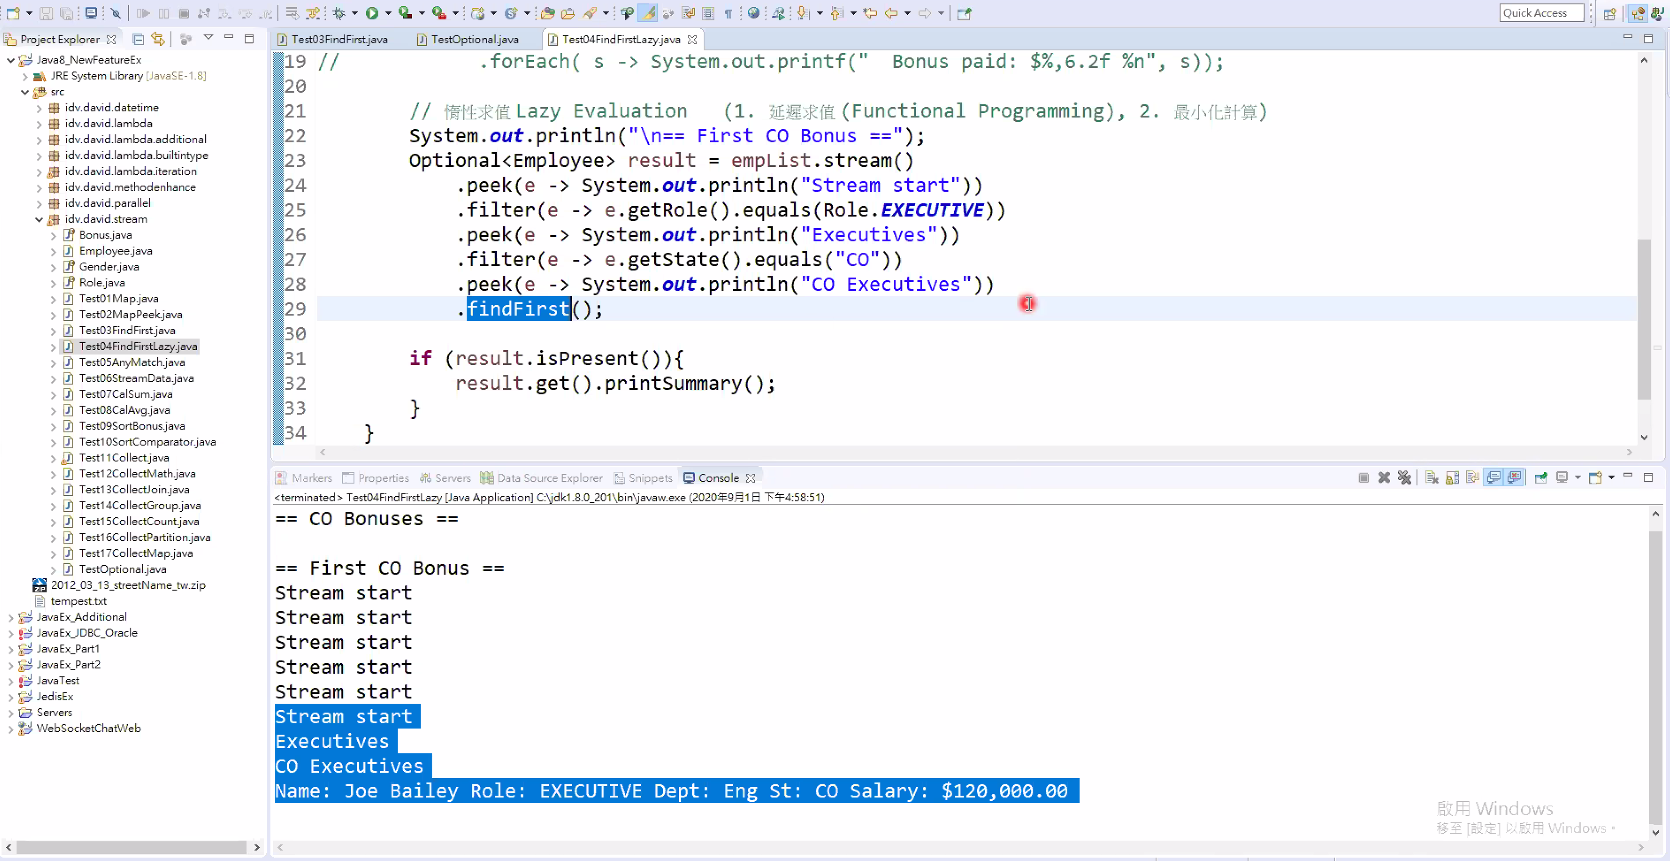 Quick Access
Project Explorer
Test03FindFirst.java
TestOptional.java
Test04FindFirstLazy.java
Java8_NewFeatureEx
JRE System Library [JavaSE-1.8]
src
idv.david.datetime
idv.david.lambda
idv.david.lambda.additional
idv.david.lambda.builtintype
idv.david.lambda.iteration
idv.david.methodenhance
idv.david.parallel
idv.david.stream
Bonus.java
Employee.java
Gender.java
Role.java
Test01Map.java
Test02MapPeek.java
Test03FindFirst.java
Test04FindFirstLazy.java
Test05AnyMatch.java
Test06StreamData.java
Test07CalSum.java
Test08CalAvg.java
Test09SortBonus.java
Test10SortComparator.java
Test11Collect.java
Test12CollectMath.java
Test13CollectJoin.java
Test14CollectGroup.java
Test15CollectCount.java
Test16CollectPartition.java
Test17CollectMap.java
TestOptional.java
2012_03_13_streetName_tw.zip
tempest.txt
JavaEx_Additional
JavaEx_JDBC_Oracle
JavaEx_Part1
JavaEx_Part2
JavaTest
JedisEx
Servers
WebSocketChatWeb
19 // .forEach( s -> System.out.printf("  Bonus paid: $%,6.2f %n", s));
20
21 // 惰性求值 Lazy Evaluation (1. 延遲求值 (Functional Programming), 2. 最小化計算)
22 System.out.println("\n== First CO Bonus ==");
23 Optional<Employee> result = empList.stream()
24 .peek(e -> System.out.println("Stream start"))
25 .filter(e -> e.getRole().equals(Role.EXECUTIVE))
26 .peek(e -> System.out.println("Executives"))
27 .filter(e -> e.getState().equals("CO"))
28 .peek(e -> System.out.println("CO Executives"))
29 .findFirst();
30
31 if (result.isPresent()){
32 result.get().printSummary();
33 }
34 }
Markers Properties Servers Data Source Explorer Snippets Console
<terminated> Test04FindFirstLazy [Java Application] C:\jdk1.8.0_201\bin\javaw.exe (2020年9月1日 下午4:58:51)
== CO Bonuses ==
== First CO Bonus ==
Stream start
Stream start
Stream start
Stream start
Stream start
Stream start
Executives
CO Executives
Name: Joe Bailey Role: EXECUTIVE Dept: Eng St: CO Salary: $120,000.00
啟用 Windows
移至 [設定] 以啟用 Windows。